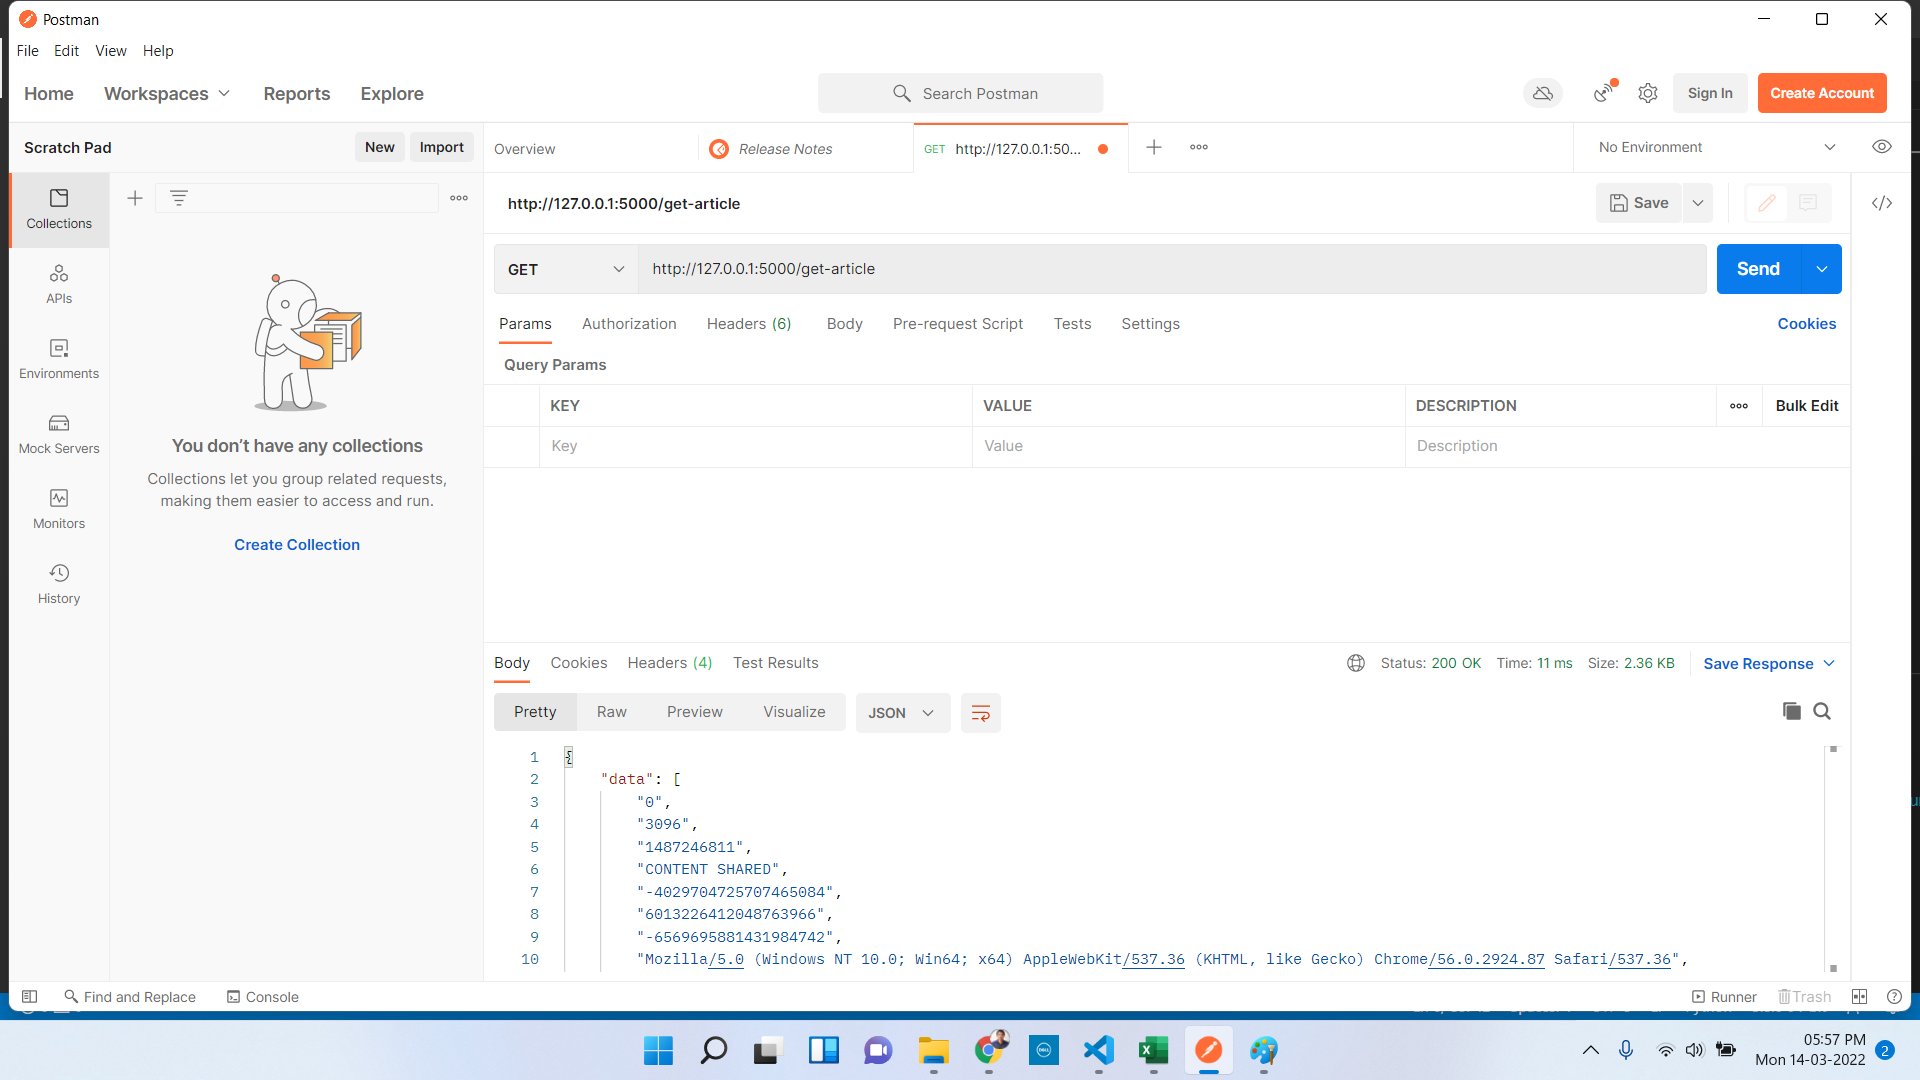 Postman
File Edit View Help
Home Workspaces Reports Explore
Search Postman
Sign In
Create Account
Scratch Pad
New
Import
Overview
Release Notes
GET http://127.0.0.1:50...
No Environment
Collections
APIs
Environments
Mock Servers
Monitors
History
You don’t have any collections
Collections let you group related requests,
making them easier to access and run.
Create Collection
http://127.0.0.1:5000/get-article
Save
GET
http://127.0.0.1:5000/get-article
Send
Params Authorization Headers (6) Body Pre-request Script Tests Settings
Cookies
Query Params
KEY VALUE DESCRIPTION Bulk Edit
Key Value Description
Body Cookies Headers (4) Test Results
Status: 200 OK Time: 11 ms Size: 2.36 KB Save Response
Pretty Raw Preview Visualize JSON
1 {
2 "data": [
3 "0",
4 "3096",
5 "1487246811",
6 "CONTENT SHARED",
7 "-4029704725707465084",
8 "6013226412048763966",
9 "-6569695881431984742",
10 "Mozilla/5.0 (Windows NT 10.0; Win64; x64) AppleWebKit/537.36 (KHTML, like Gecko) Chrome/56.0.2924.87 Safari/537.36",
Find and Replace Console
Runner Trash
DELL
05:57 PM
Mon 14-03-2022
2